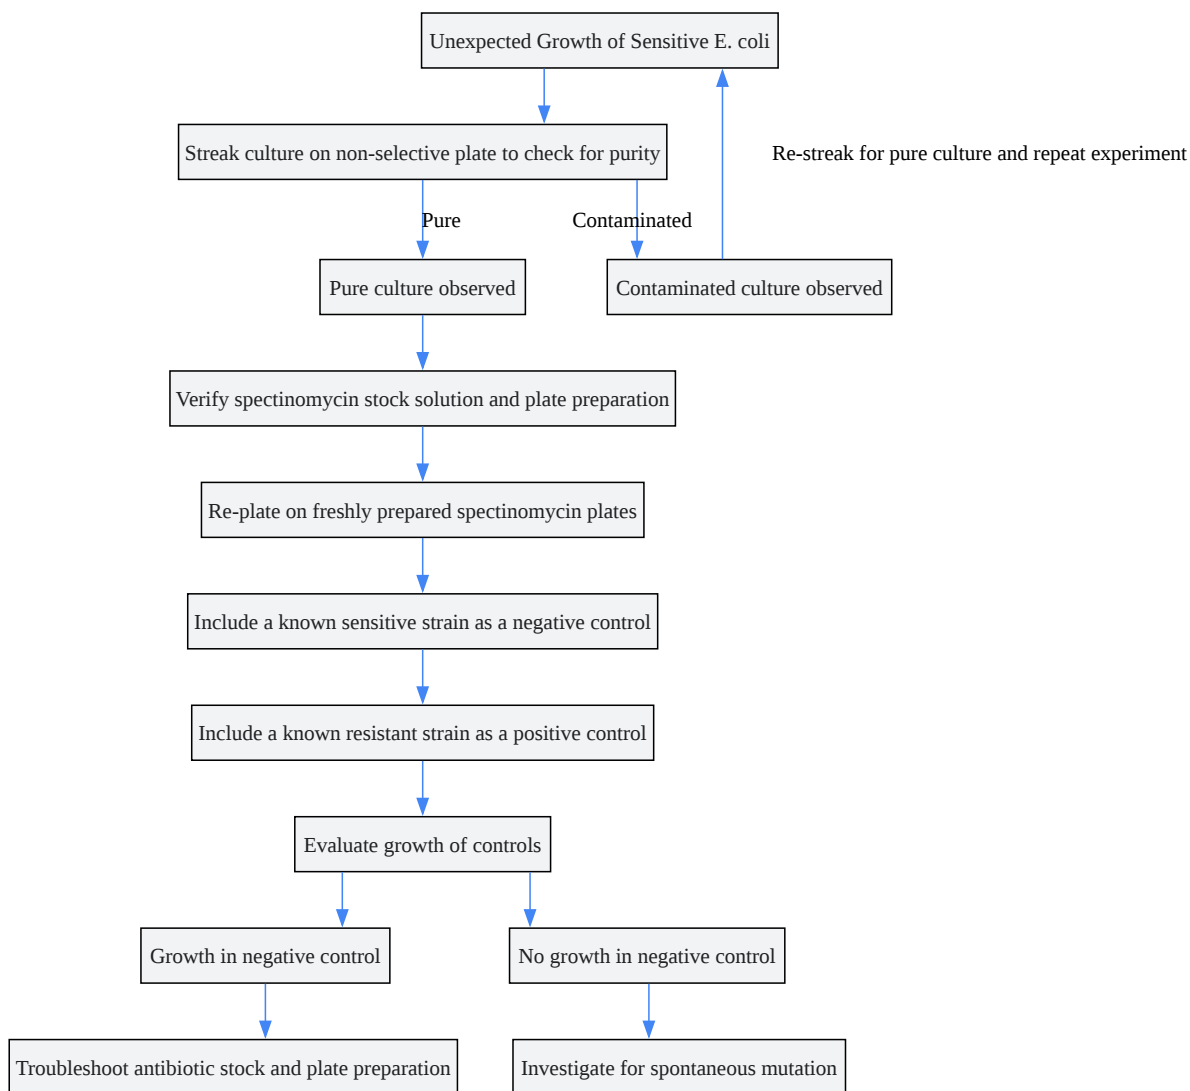 Unexpected Growth of Sensitive E. coli
Streak culture on non-selective plate to check for purity
Re-streak for pure culture and repeat experiment
Pure
Contaminated
Pure culture observed
Contaminated culture observed
Verify spectinomycin stock solution and plate preparation
Re-plate on freshly prepared spectinomycin plates
Include a known sensitive strain as a negative control
Include a known resistant strain as a positive control
Evaluate growth of controls
Growth in negative control
No growth in negative control
Troubleshoot antibiotic stock and plate preparation
Investigate for spontaneous mutation